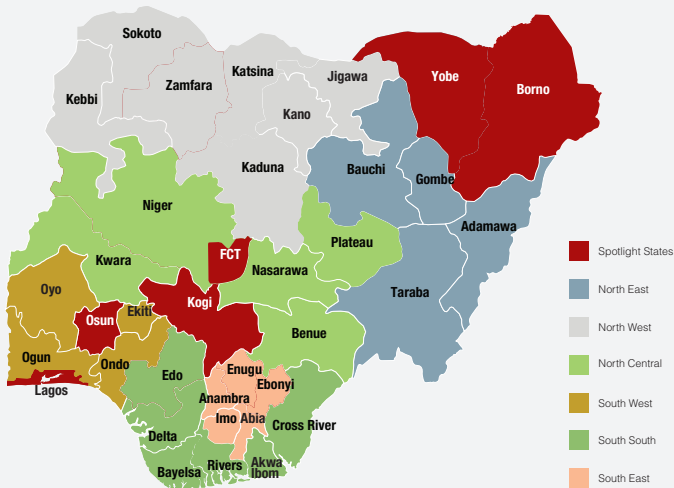 Sokoto
Katsina
Jigawa
Yobe
Borno
Zamfara
Kebbi
Kano
Kaduna
Bauchi
Gombe
Niger
Adamawa
Plateau
FCT
Kwara
Nasarawa
Oyo
Taraba
Kogi
Osun
Ekiti
Benue
Ogun
Ondo
Edo
Enugu
Ebonyi
Lagos
Anambra
Imo
Abia
Cross River
Delta
Bayelsa
Rivers
Akwa
Ibom
Spotlight States
North East
North West
North Central
South West
South South
South East